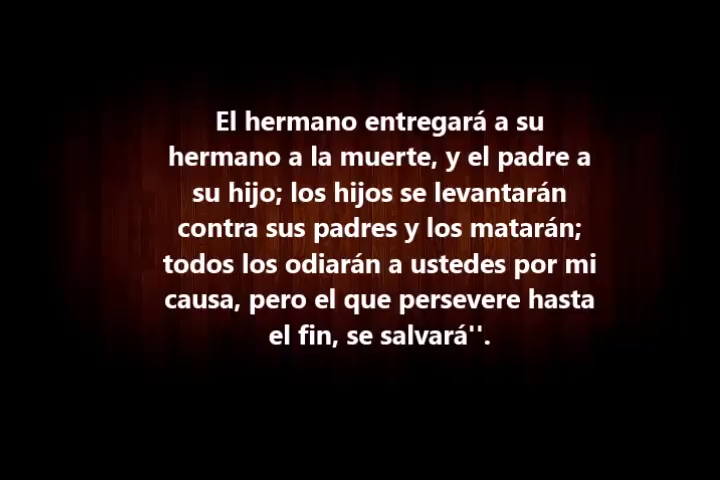 El hermano entregará a su
hermano a la muerte, y el padre a
su hijo; los hijos se levantarán
contra sus padres y los matarán;
todos los odiarán a ustedes por mi
causa, pero el que persevere hasta
el fin, se salvará''.